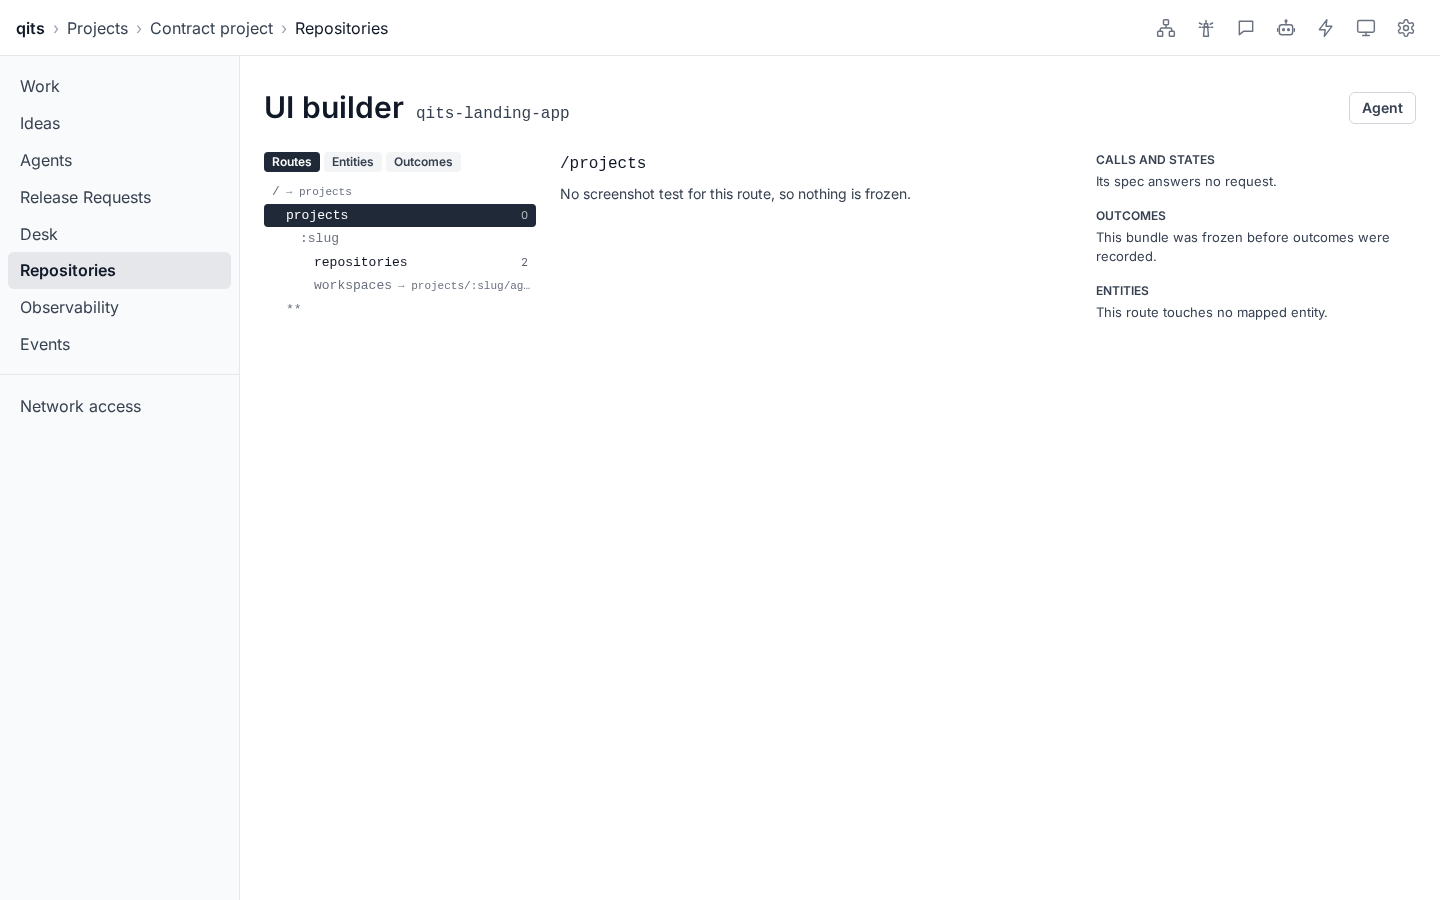 qits › Projects › Contract project › Repositories
Work
Ideas
Agents
Release Requests
Desk
Repositories
Observability
Events
Network access
UI builder qits-landing-app
Agent
Routes Entities Outcomes
/ → projects
projects 0
:slug
repositories 2
workspaces → projects/:slug/ag…
**
/projects
No screenshot test for this route, so nothing is frozen.
CALLS AND STATES
Its spec answers no request.
OUTCOMES
This bundle was frozen before outcomes were
recorded.
ENTITIES
This route touches no mapped entity.